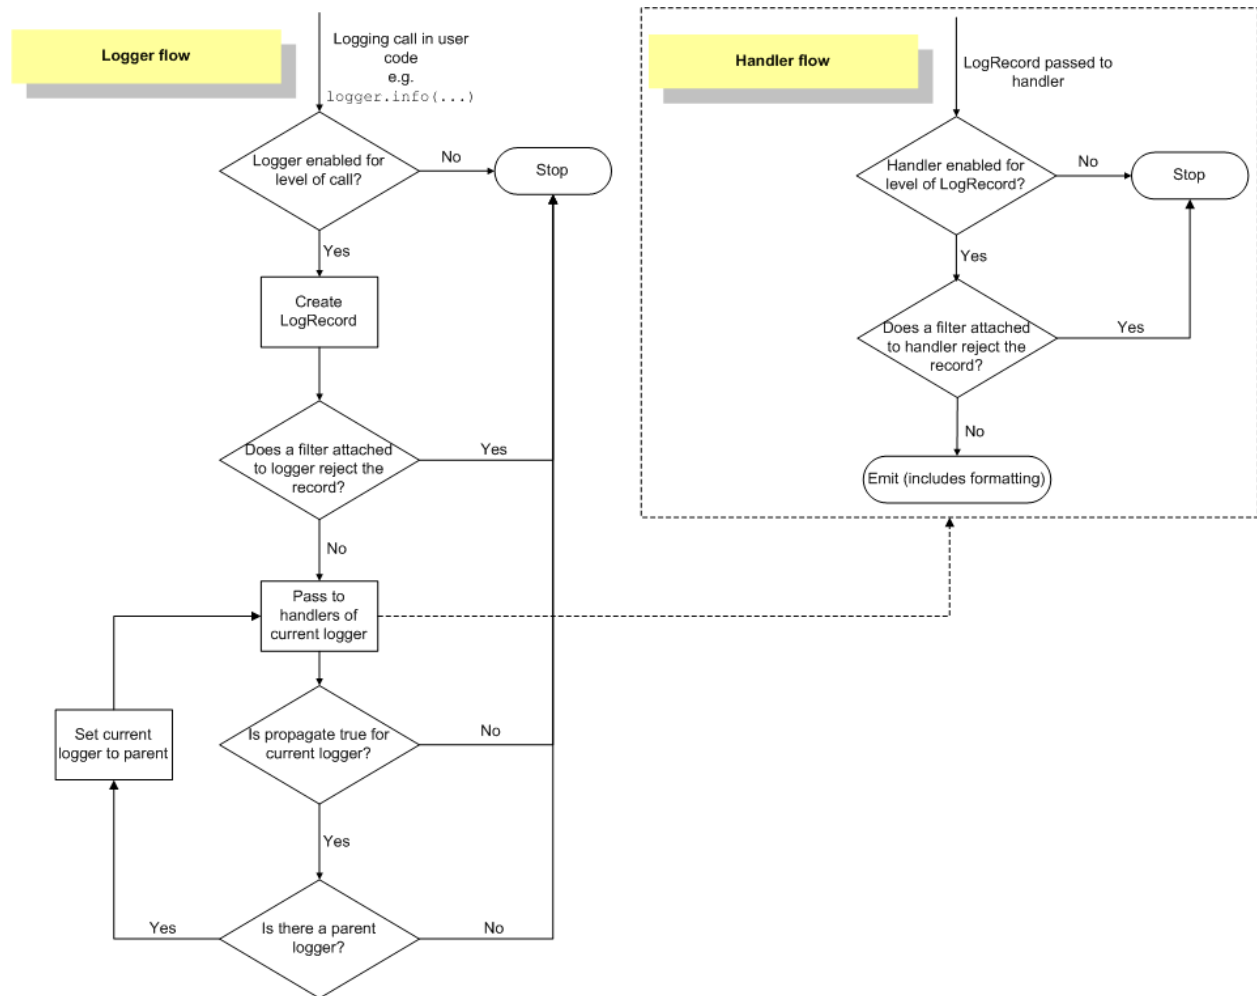 Logger flow
Logging call in user
code
e.g.
logger.info(...)
Logger enabled for
level of call?
No
Stop
Yes
Create
LogRecord
Does a filter attached
to logger reject the
record?
Yes
No
Pass to
handlers of
current logger
Set current
logger to parent
Is propagate true for
current logger?
No
Yes
Is there a parent
logger?
Yes
No
Handler flow
LogRecord passed to
handler
Handler enabled for
level of LogRecord?
No
Stop
Yes
Does a filter attached
to handler reject the
record?
Yes
No
Emit (includes formatting)